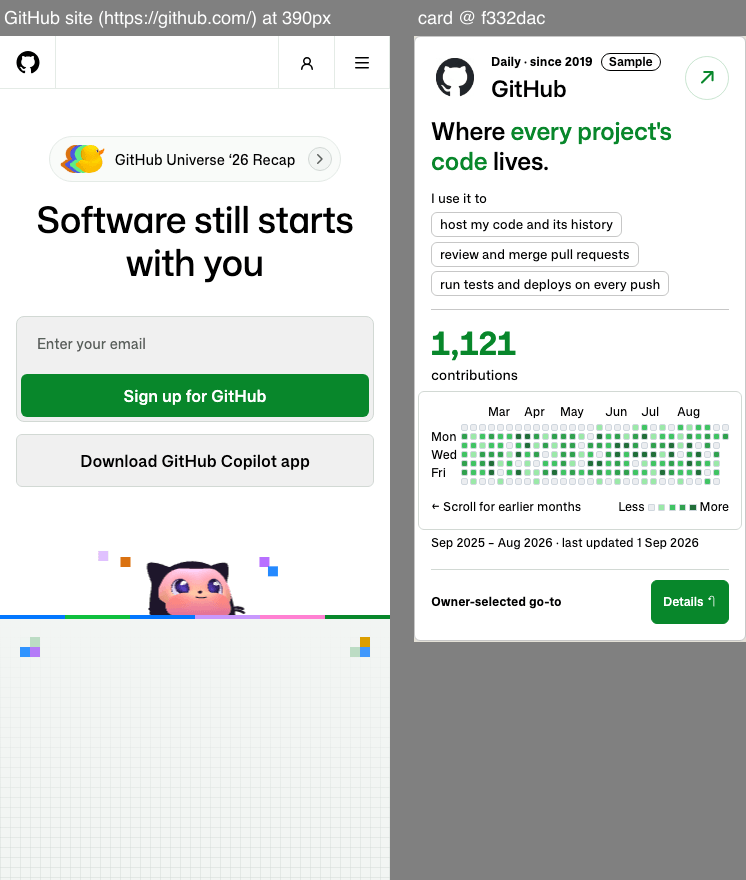 GitHub site (https://github.com/) at 390px
GitHub Universe ‘26 Recap
Software still starts
with you
Enter your email
Sign up for GitHub
Download GitHub Copilot app
card @ f332dac
Daily · since 2019 Sample
GitHub
Where every project's
code lives.
I use it to
host my code and its history
review and merge pull requests
run tests and deploys on every push
1,121
contributions
Mar Apr May Jun Jul Aug
Mon
Wed
Fri
← Scroll for earlier months Less More
Sep 2025 – Aug 2026 · last updated 1 Sep 2026
Owner-selected go-to Details